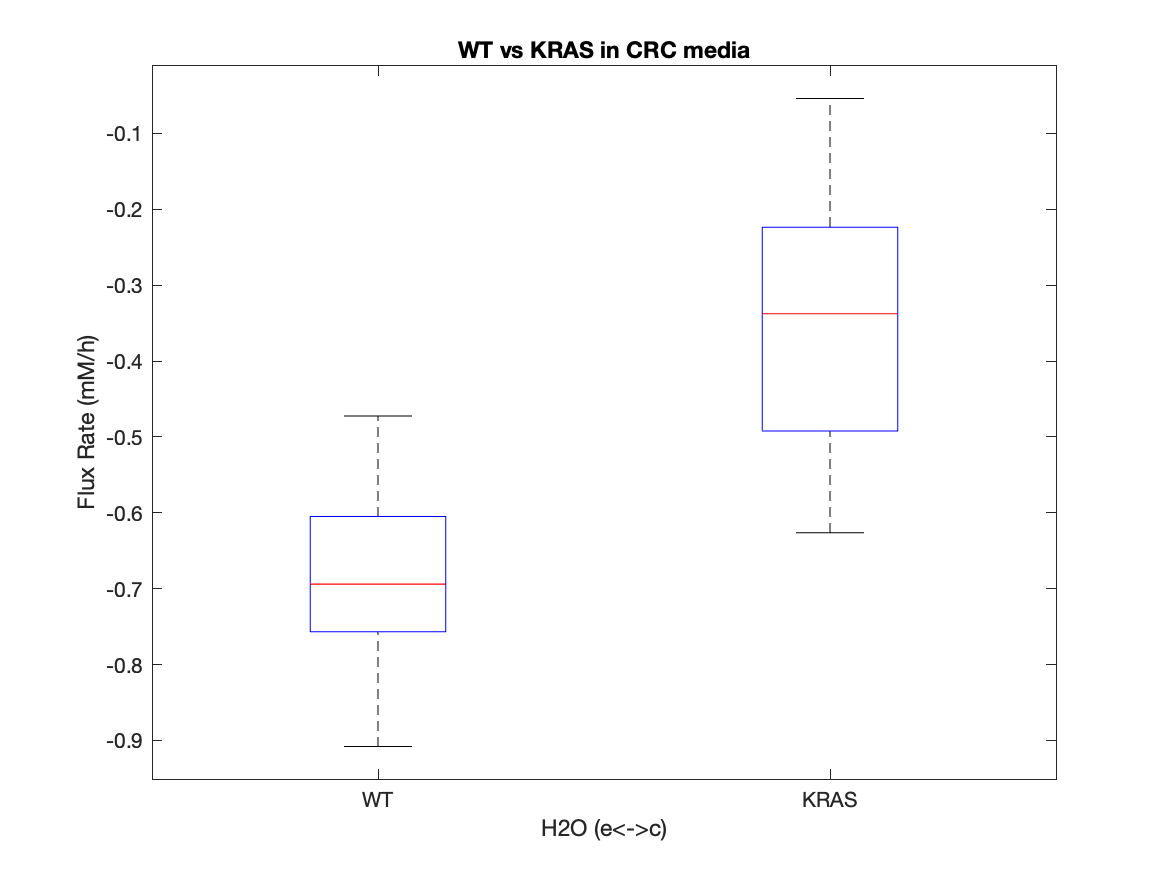 WT vs KRAS in CRC media
-0.1
-0.2
-0.3
-0.4
-0.5
-0.6
-0.7
-0.8
-0.9
Flux Rate (mM/h)
WT KRAS
H2O (e<->c)